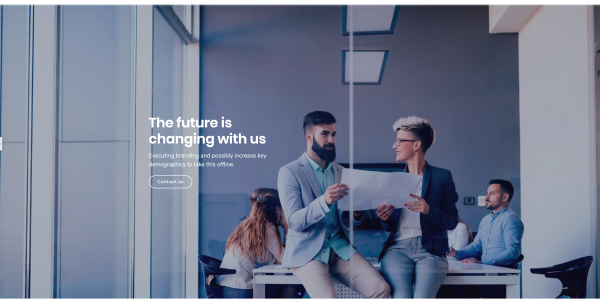 The future is
changing with us
Executing branding and possibly increase key
demographics to take this offline.
Contact us